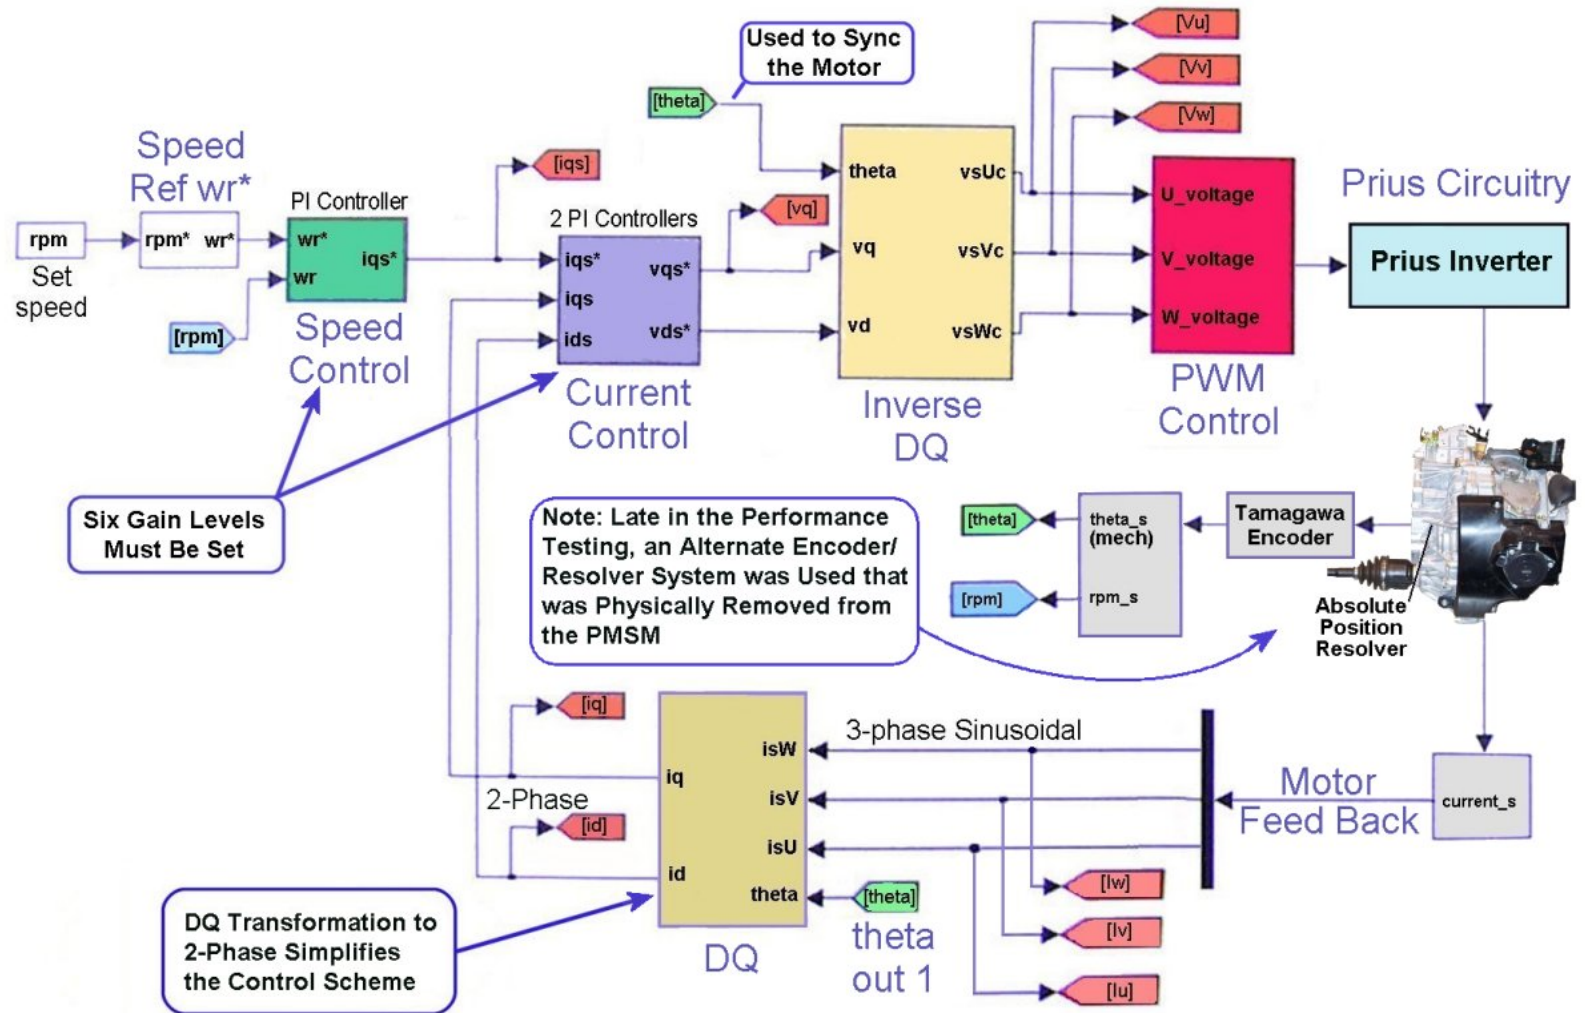 Used to Sync
the Motor
[Vu]
[Vv]
[Vw]
[theta]
Speed
Ref wr*
[iqs]
PI Controller
2 PI Controllers
[vq]
theta
vq
vd
vsUc
vsVc
vsWc
U_voltage
V_voltage
W_voltage
Prius Circuitry
Prius Inverter
rpm
Set
speed
rpm* wr*
wr*
wr
iqs*
[rpm]
Speed
Control
iqs*
iqs
ids
vqs*
vds*
Current
Control
Inverse
DQ
PWM
Control
Six Gain Levels
Must Be Set
Note: Late in the Performance
Testing, an Alternate Encoder/
Resolver System was Used that
was Physically Removed from
the PMSM
[theta]
[rpm]
theta_s
(mech)
rpm_s
Tamagawa
Encoder
Absolute
Position
Resolver
[iq]
2-Phase
[id]
iq
id
isW
isV
isU
theta
DQ
3-phase Sinusoidal
Motor
Feed Back
current_s
[theta]
theta
out 1
[Iw]
[Iv]
[Iu]
DQ Transformation to
2-Phase Simplifies
the Control Scheme